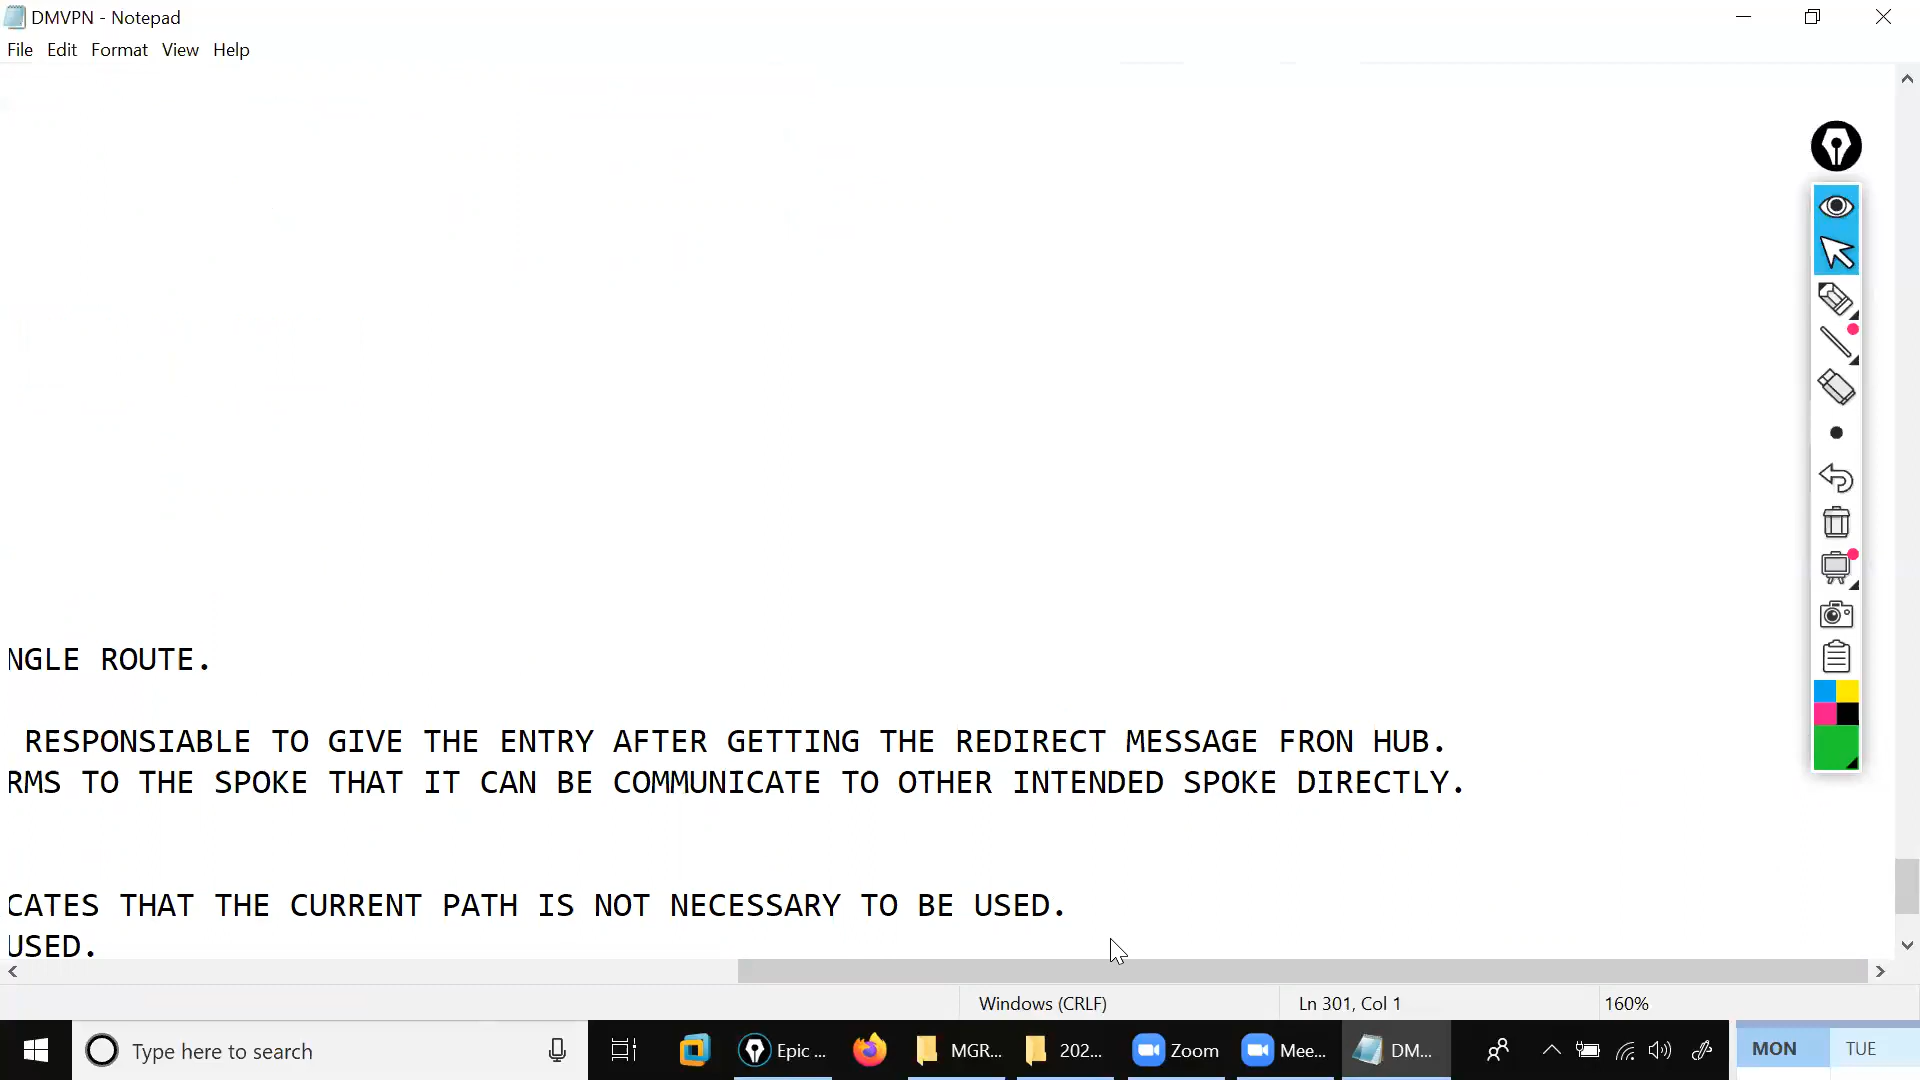 DMVPN - Notepad
File Edit Format View Help
NGLE ROUTE.
RESPONSIABLE TO GIVE THE ENTRY AFTER GETTING THE REDIRECT MESSAGE FRON HUB.
RMS TO THE SPOKE THAT IT CAN BE COMMUNICATE TO OTHER INTENDED SPOKE DIRECTLY.
CATES THAT THE CURRENT PATH IS NOT NECESSARY TO BE USED.
USED.
Windows (CRLF) Ln 301, Col 1 160%
Type here to search Epic ... MGR... 202... Zoom Mee... DM... MON TUE